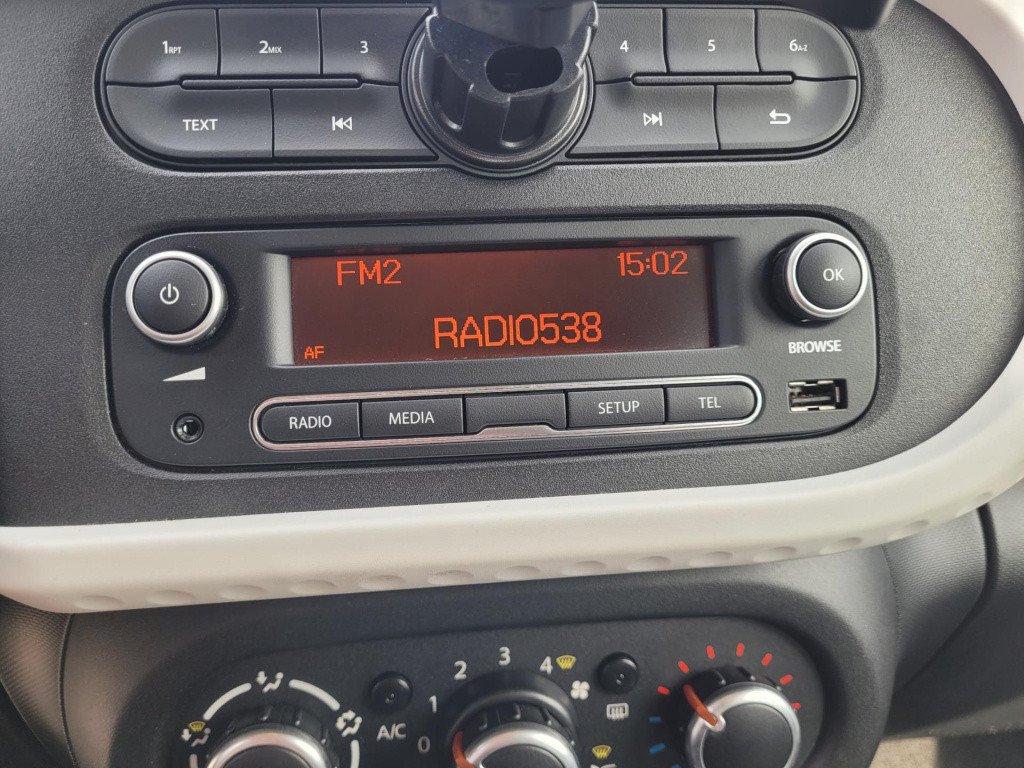 1RPT 2MIX 3 4 5 6A-Z
TEXT
FM2 15:02
RADIO538
AF
OK
BROWSE
RADIO MEDIA SETUP TEL
0 1 2 3 4
A/C